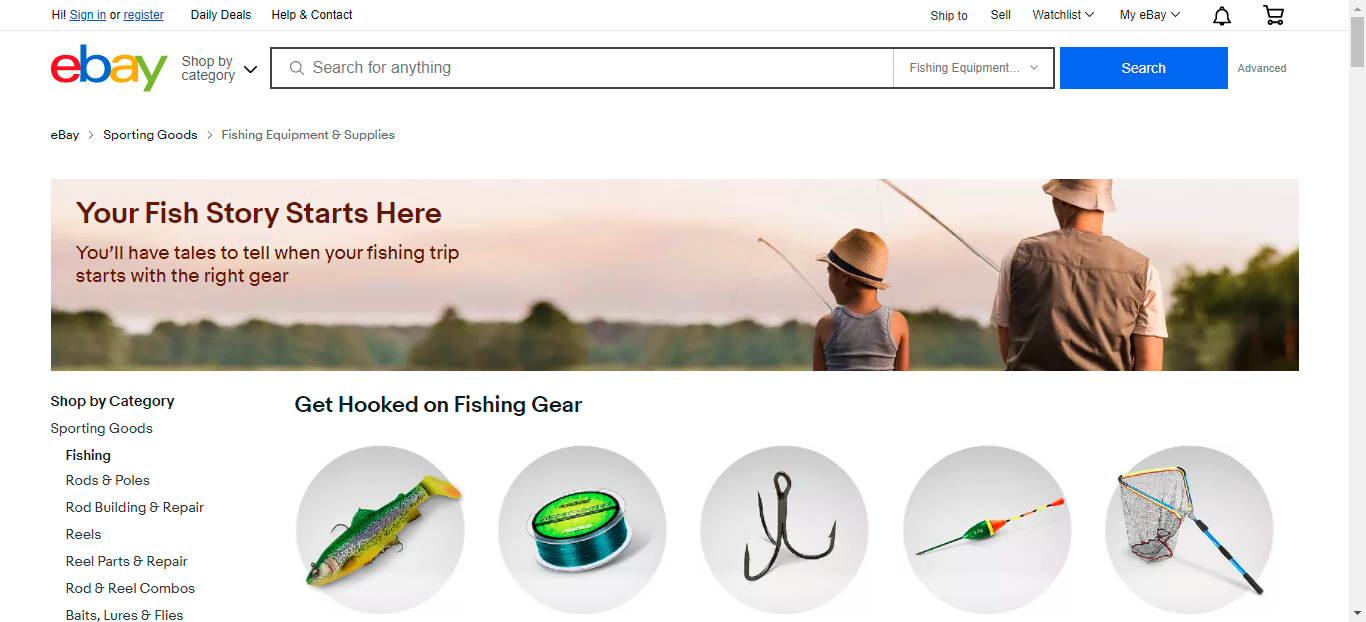 Hi! Sign in or register
Daily Deals
Help & Contact
Ship to
Sell
Watchlist
My eBay
ebay
Shop by
category
Search for anything
Fishing Equipment...
Search
Advanced
eBay
Sporting Goods
Fishing Equipment & Supplies
Your Fish Story Starts Here
You'll have tales to tell when your fishing trip
starts with the right gear
Shop by Category
Sporting Goods
Fishing
Rods & Poles
Rod Building & Repair
Reels
Reel Parts & Repair
Rod & Reel Combos
Baits, Lures & Flies
Get Hooked on Fishing Gear